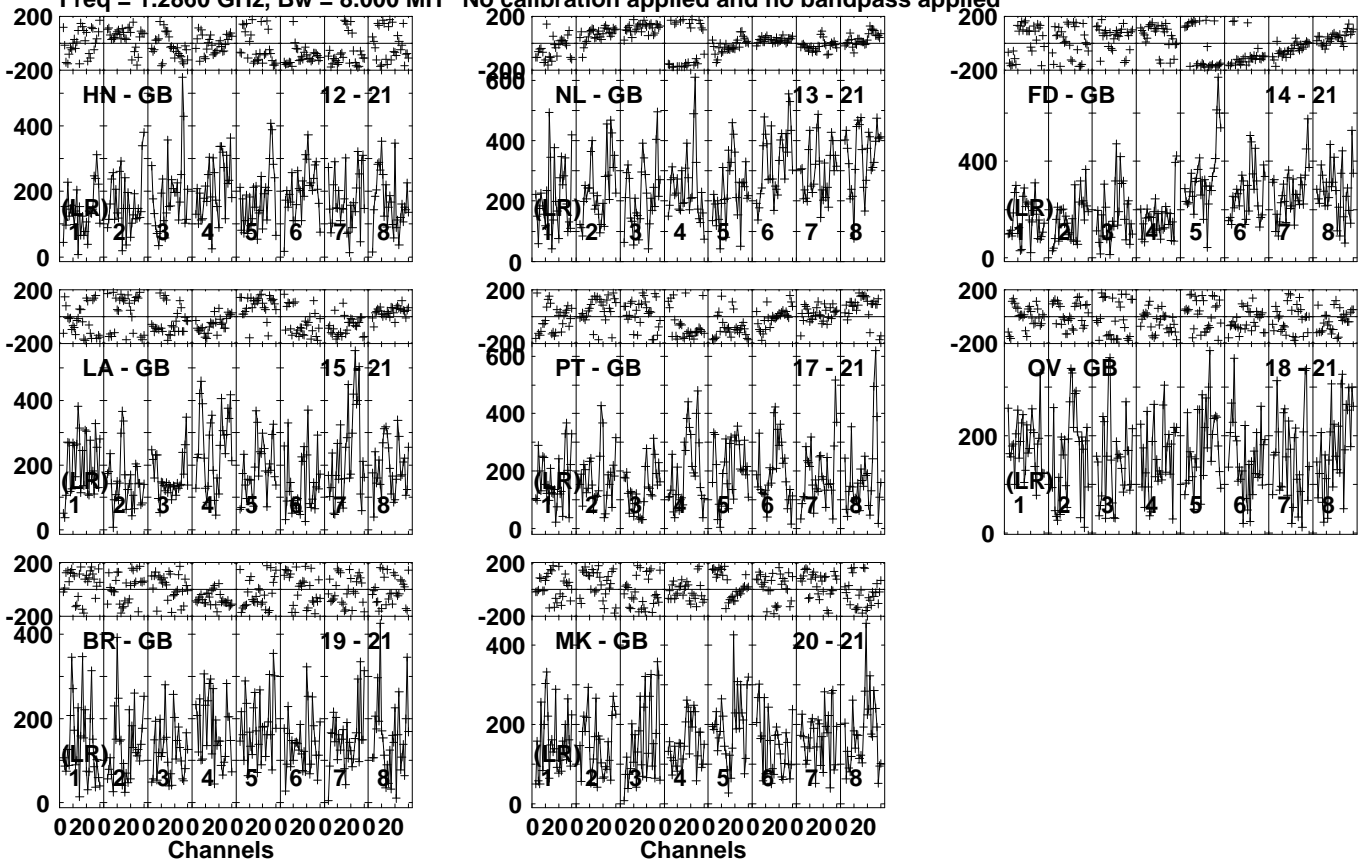 Freq = 1.2860 GHz, Bw = 8.000 MH No calibration applied and no bandpass applied
200
-200
HN - GB 12 - 21
400
200
0
(LR)
1 2 3 4 5 6 7 8
200
-200
600
NL - GB 13 - 21
400
200
0
(LR)
1 2 3 4 5 6 7 8
200
-200
FD - GB 14 - 21
400
0
(LR)
1 2 3 4 5 6 7 8
200
-200
LA - GB 15 - 21
400
200
0
(LR)
1 2 3 4 5 6 7 8
200
-200
600
PT - GB 17 - 21
400
200
0
(LR)
1 2 3 4 5 6 7 8
200
-200
OV - GB 18 - 21
200
0
(LR)
1 2 3 4 5 6 7 8
200
-200
400
BR - GB 19 - 21
200
0
(LR)
1 2 3 4 5 6 7 8
0 20 0 20 0 20 0 20 0 20 0 20 0 20 0 20
Channels
200
-200
400
MK - GB 20 - 21
200
0
(LR)
1 2 3 4 5 6 7 8
0 20 0 20 0 20 0 20 0 20 0 20 0 20 0 20
Channels